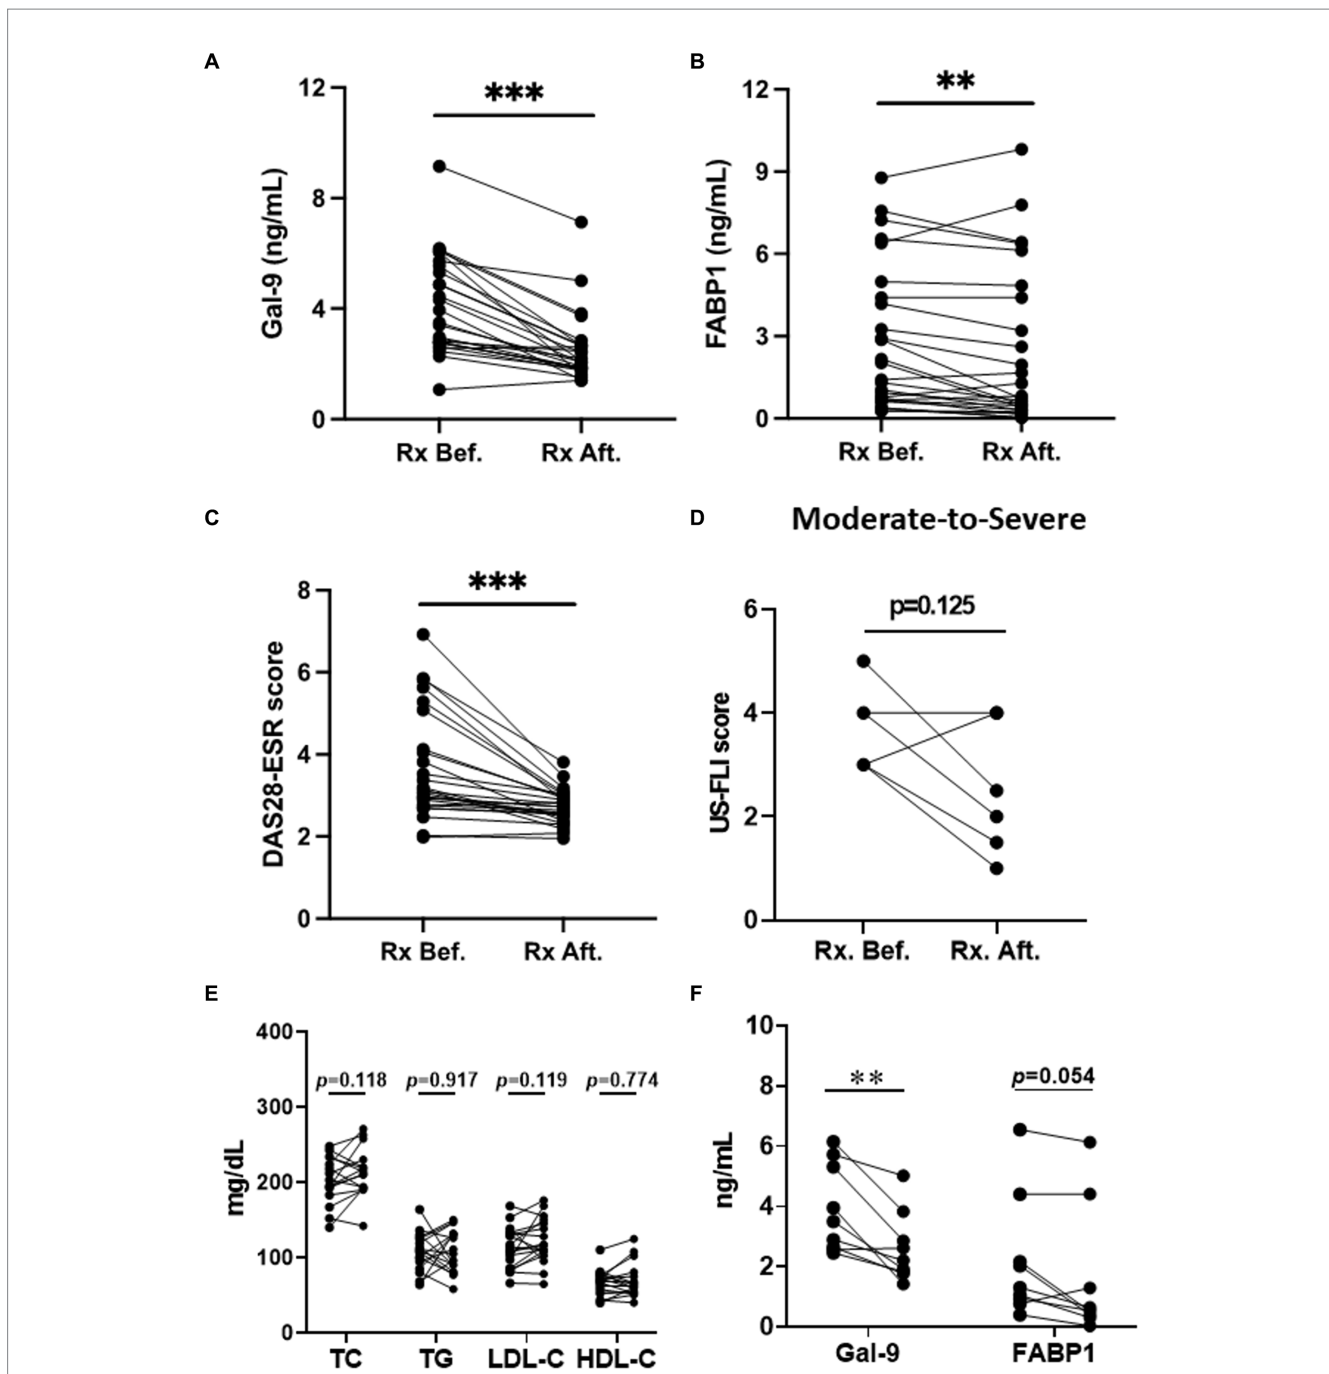 A
12
8
4
0
Gal-9 (ng/mL)
***
Rx Bef.
Rx Aft.
B
12
9
6
3
0
FABP1 (ng/mL)
**
Rx Bef.
Rx Aft.
C
8
6
4
2
0
DAS28-ESR score
***
Rx Bef.
Rx Aft.
D
Moderate-to-Severe
6
4
2
0
US-FLI score
p=0.125
Rx. Bef.
Rx. Aft.
E
400
300
200
100
0
mg/dL
p=0.118
p=0.917
p=0.119
p=0.774
TC
TG
LDL-C
HDL-C
F
10
8
6
4
2
0
ng/mL
**
p=0.054
Gal-9
FABP1